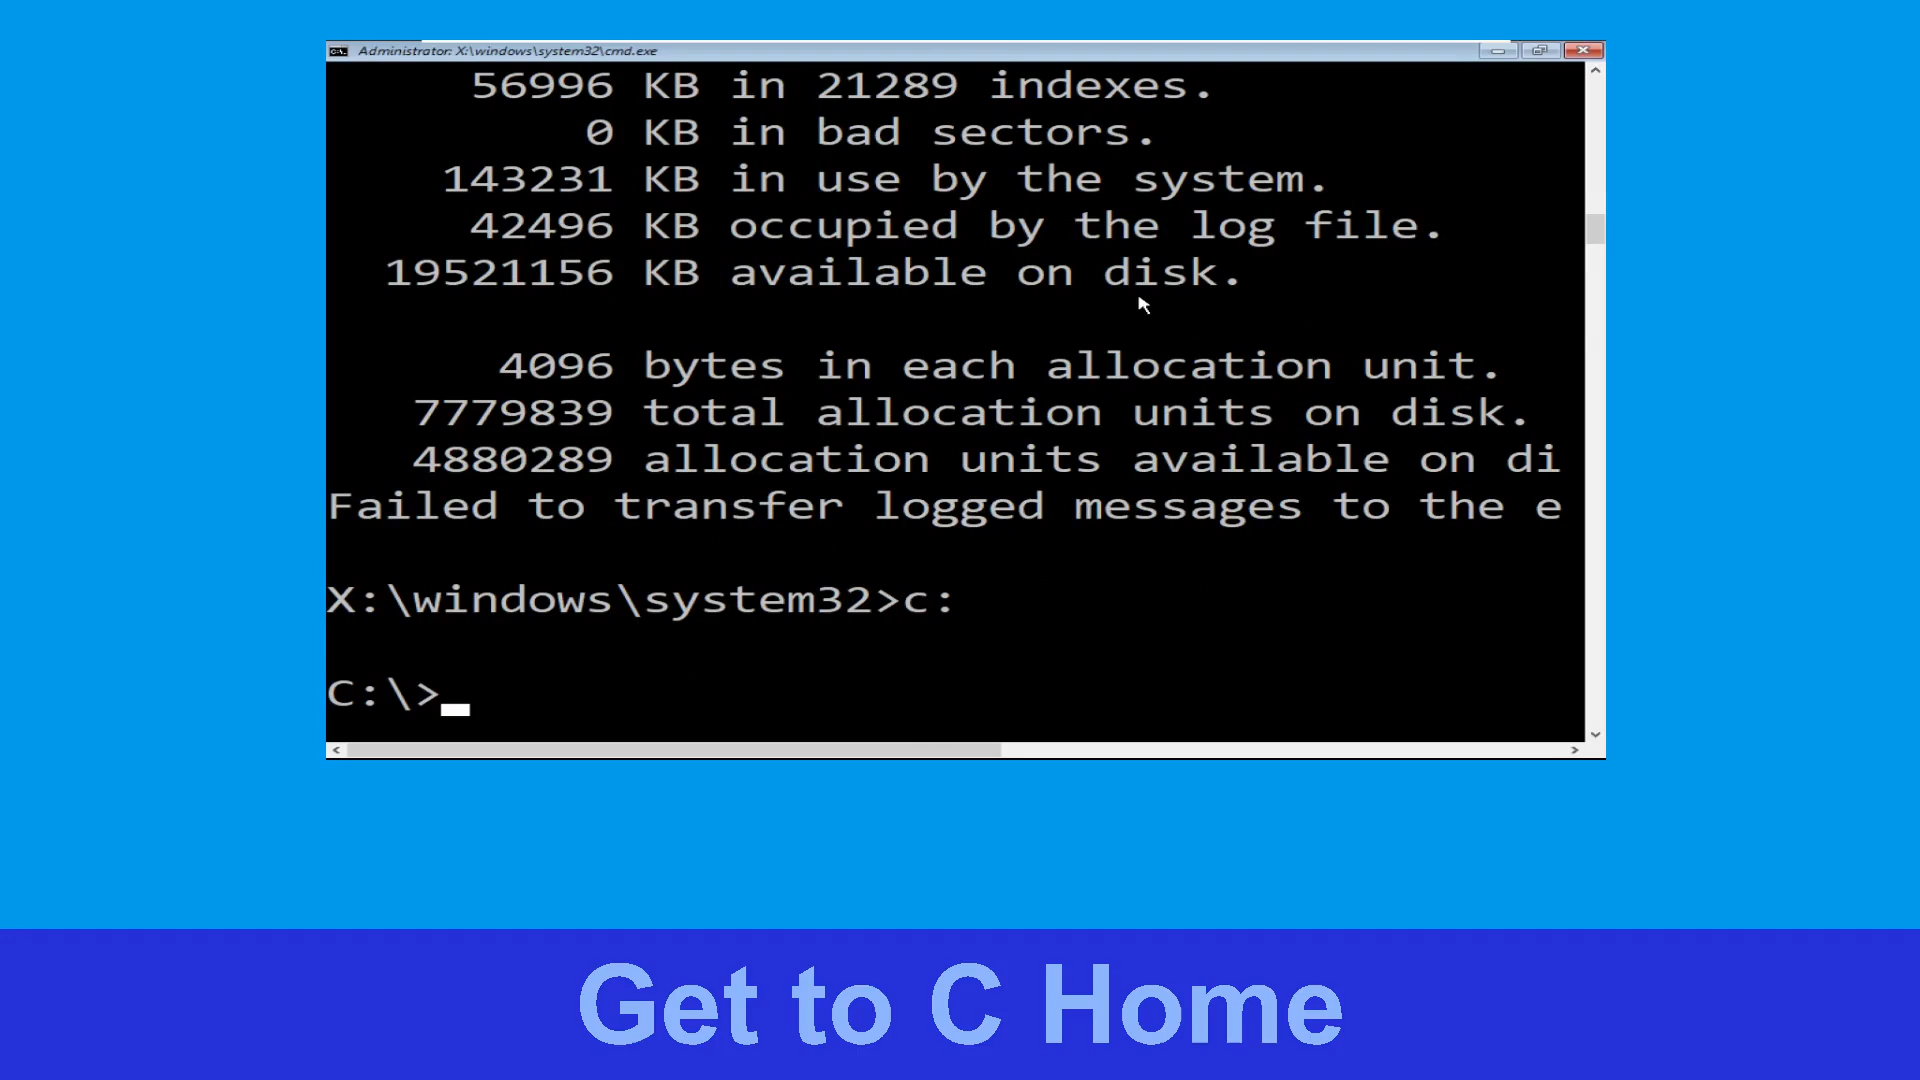 Administrator: X:\windows\system32\cmd.exe
56996 KB in 21289 indexes.
0 KB in bad sectors.
143231 KB in use by the system.
42496 KB occupied by the log file.
19521156 KB available on disk.
4096 bytes in each allocation unit.
7779839 total allocation units on disk.
4880289 allocation units available on di
Failed to transfer logged messages to the e
X:\windows\system32>c:
C:\>
Get to C Home